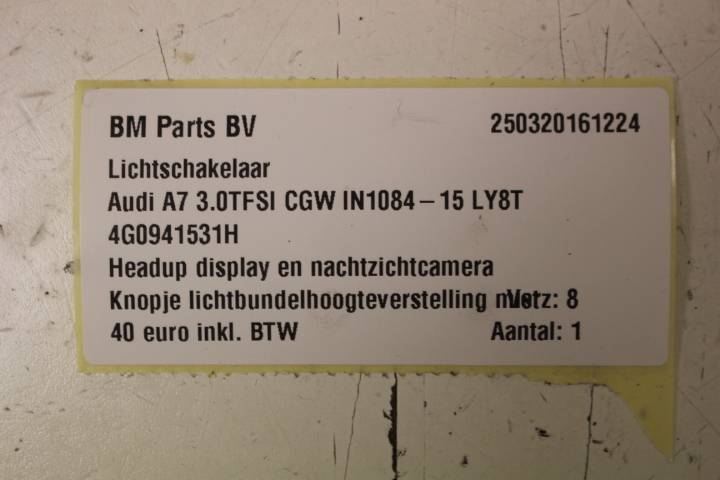 BM Parts BV 250320161224
Lichtschakelaar
Audi A7 3.0TFSI CGW IN1084-15 LY8T
4G0941531H
Headup display en nachtzichtcamera
Knopje lichtbundelhoogteverstelling Verz: 8
40 euro inkl. BTW Aantal: 1